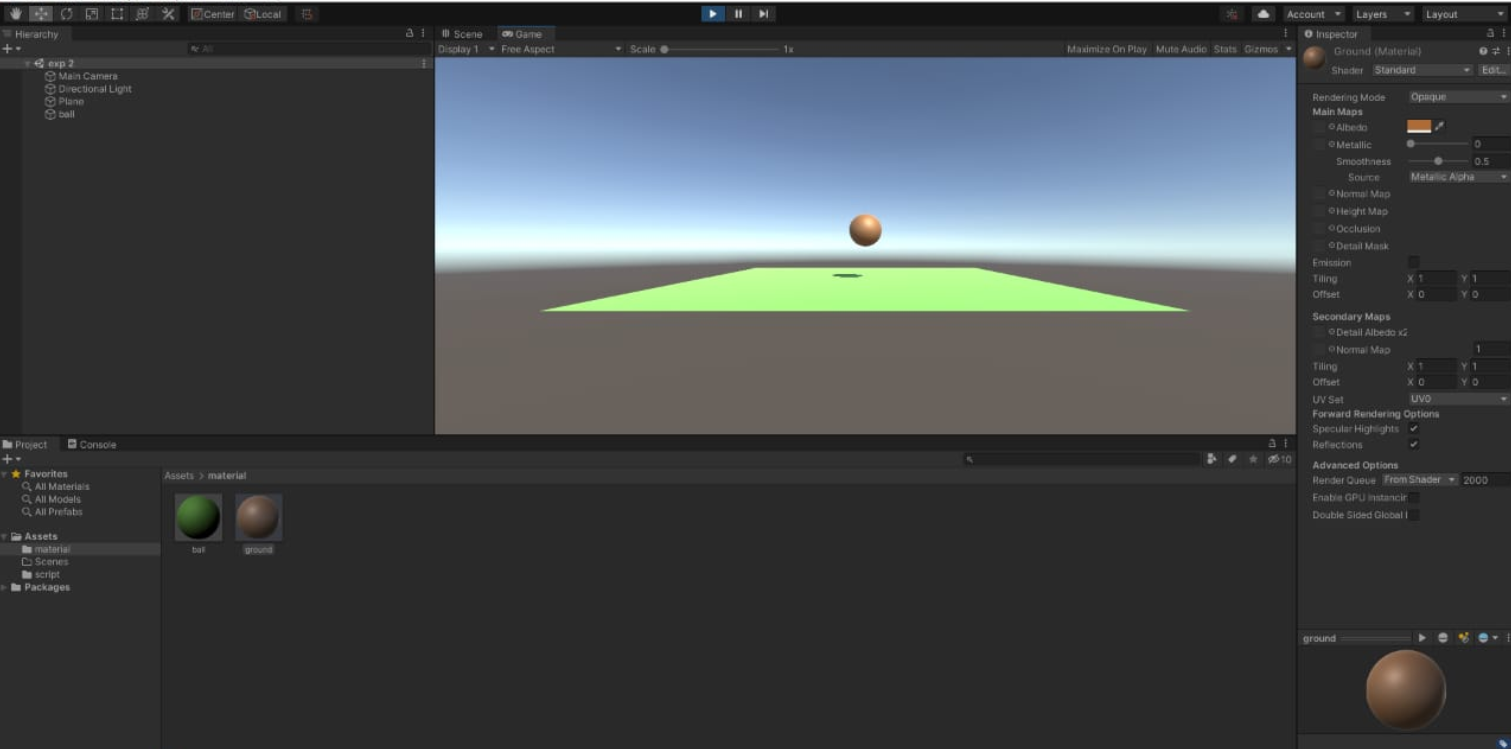 Center Local Account Layers Layout
Hierarchy
All
exp 2
Main Camera
Directional Light
Plane
ball
Scene Game
Display 1 Free Aspect Scale 1x Maximize On Play Mute Audio Stats Gizmos
Inspector
Ground (Material)
Shader Standard Edit...
Rendering Mode Opaque
Main Maps
Albedo
Metallic 0
Smoothness 0.5
Source Metallic Alpha
Normal Map
Height Map
Occlusion
Detail Mask
Emission
Tiling X 1 Y 1
Offset X 0 Y 0
Secondary Maps
Detail Albedo x2
Normal Map 1
Tiling X 1 Y 1
Offset X 0 Y 0
UV Set UV0
Forward Rendering Options
Specular Highlights
Reflections
Advanced Options
Render Queue From Shader 2000
Enable GPU Instancin
Double Sided Global I
Project Console
10
Favorites
All Materials
All Models
All Prefabs
Assets
material
Scenes
script
Packages
Assets > material
ball ground
ground